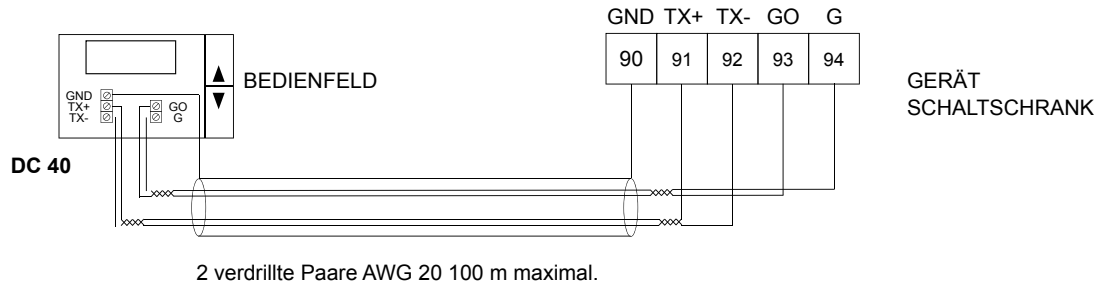 GND TX+ TX- GO G
90 91 92 93 94
BEDIENFELD
GERÄT
SCHALTSCHRANK
GND
TX+
TX-
GO
G
DC 40
2 verdrillte Paare AWG 20 100 m maximal.